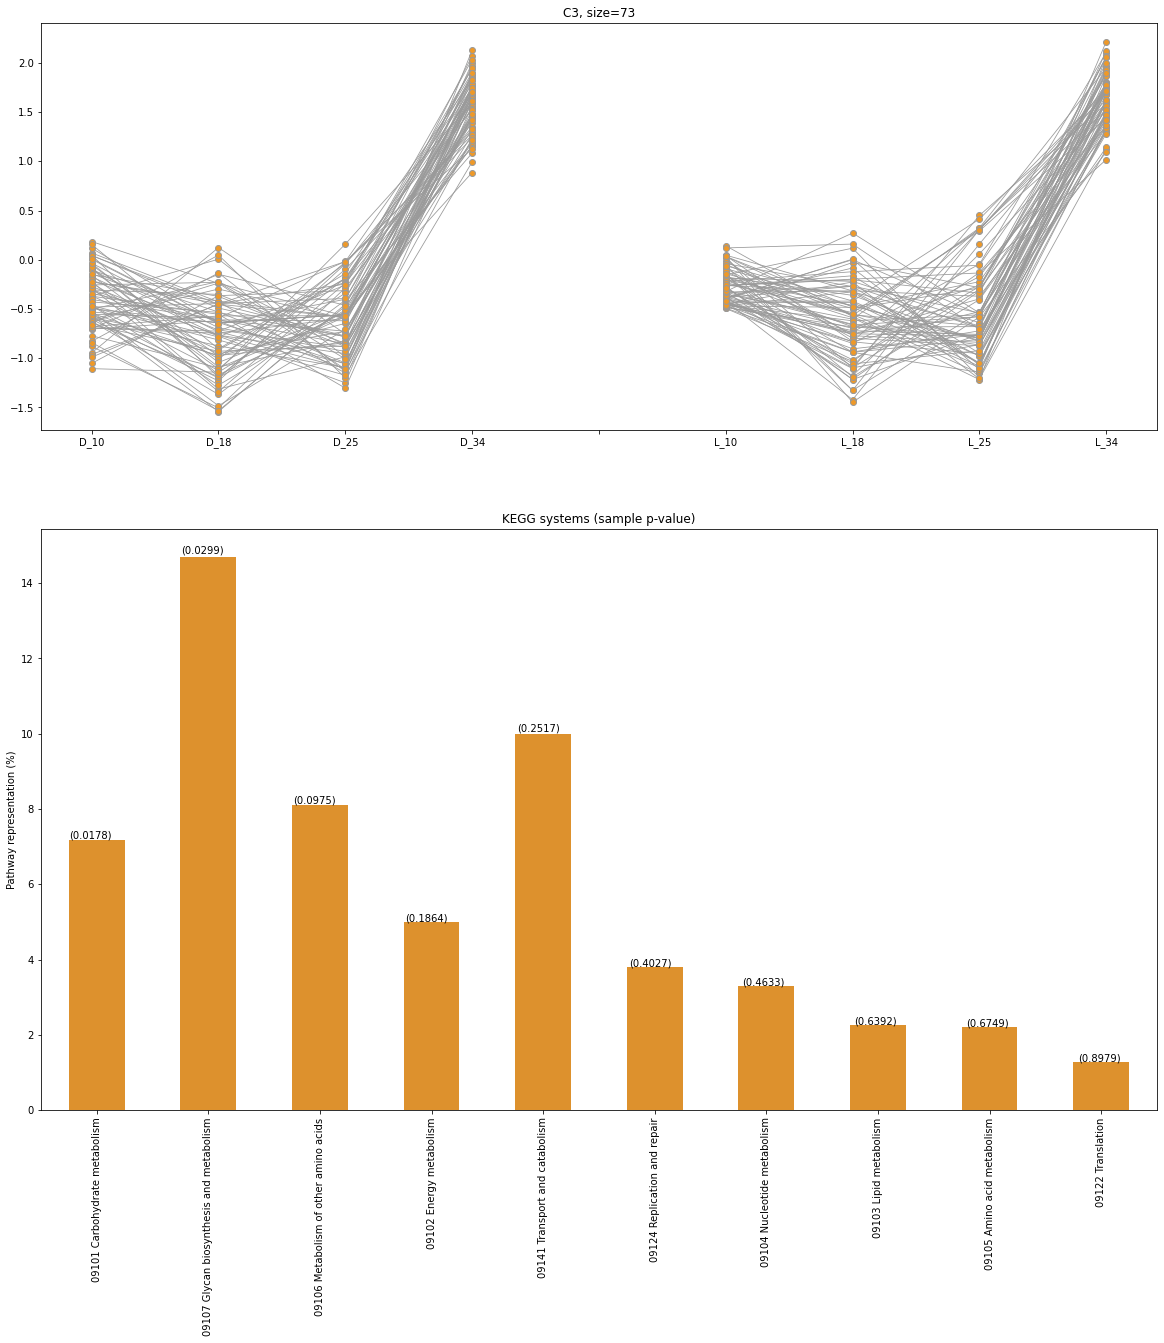 C3, size=73
2.0
1.5
1.0
0.5
0.0
−0.5
−1.0
−1.5
D_10 D_18 D_25 D_34 L_10 L_18 L_25 L_34
KEGG systems (sample p-value)
Pathway representation (%)
14
12
10
8
6
4
2
0
(0.0178)
(0.0299)
(0.0975)
(0.1864)
(0.2517)
(0.4027)
(0.4633)
(0.6392)
(0.6749)
(0.8979)
09101 Carbohydrate metabolism
09107 Glycan biosynthesis and metabolism
09106 Metabolism of other amino acids
09102 Energy metabolism
09141 Transport and catabolism
09124 Replication and repair
09104 Nucleotide metabolism
09103 Lipid metabolism
09105 Amino acid metabolism
09122 Translation